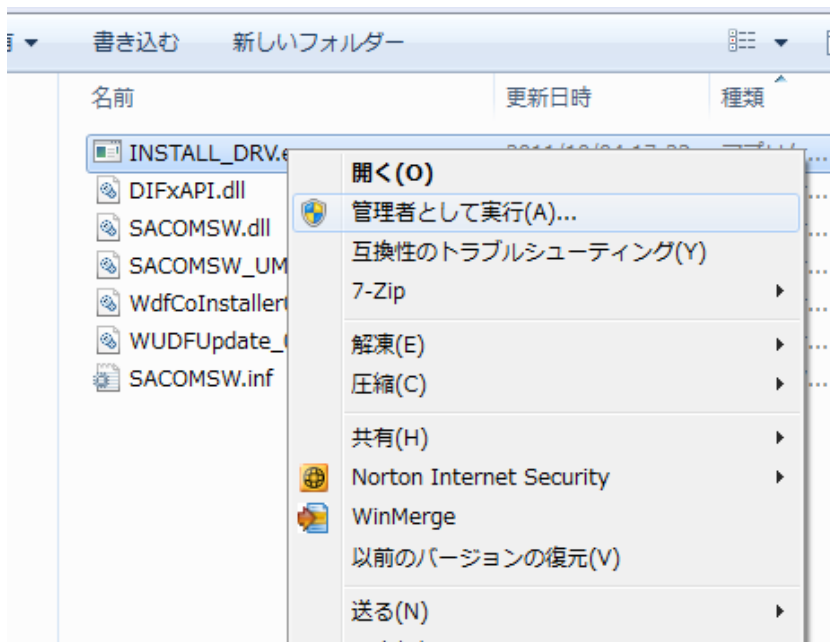 書き込む 新しいフォルダー
名前 更新日時 種類
INSTALL_DRV.e
DIFxAPI.dll
SACOMSW.dll
SACOMSW_UM
WdfCoInstaller
WUDFUpdate_
SACOMSW.inf
開く(O)
管理者として実行(A)...
互換性のトラブルシューティング(Y)
7-Zip
解凍(E)
圧縮(C)
共有(H)
Norton Internet Security
WinMerge
以前のバージョンの復元(V)
送る(N)